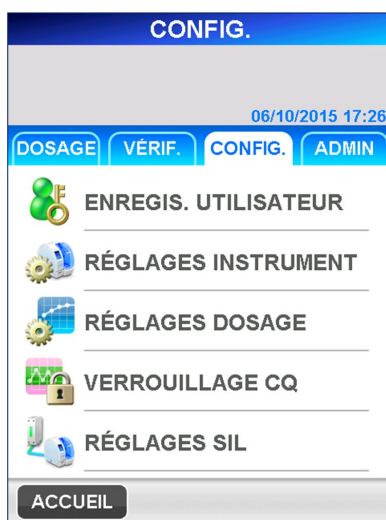 CONFIG.
06/10/2015 17:26
DOSAGE VÉRIF. CONFIG. ADMIN
ENREGIS. UTILISATEUR
RÉGLAGES INSTRUMENT
RÉGLAGES DOSAGE
VERROUILLAGE CQ
RÉGLAGES SIL
ACCUEIL